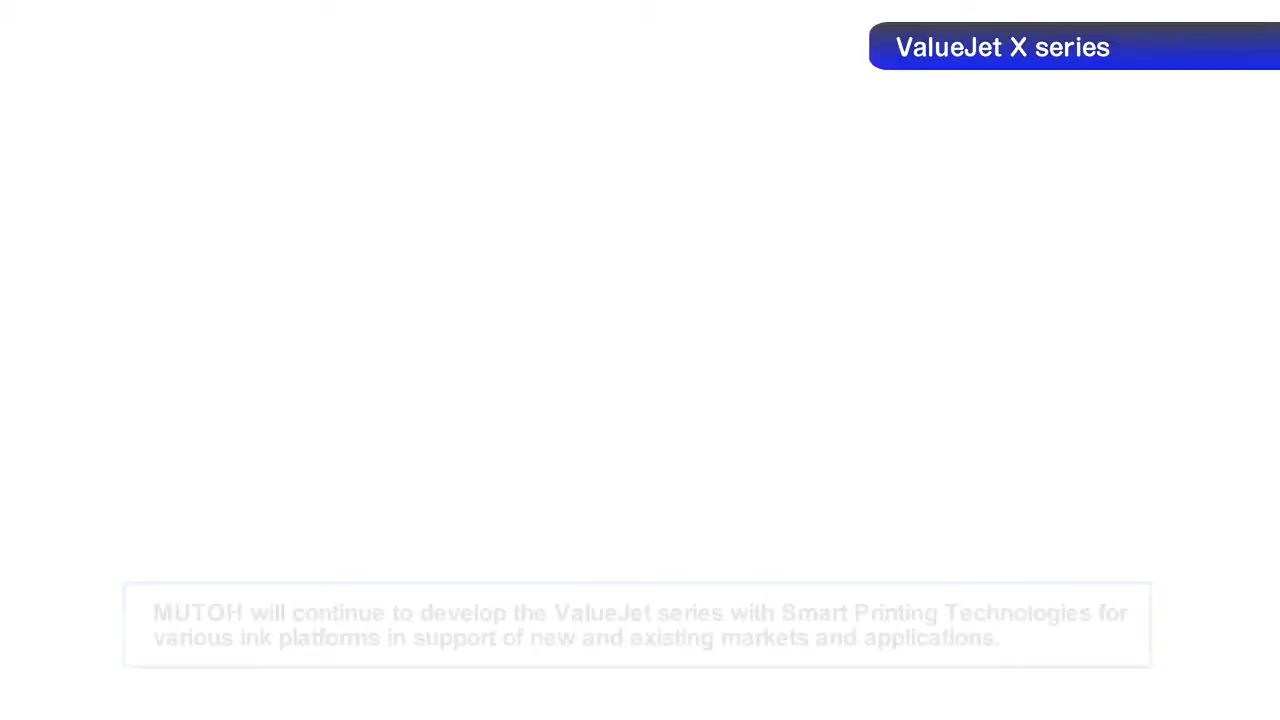 ValueJet X series
MUTOH will continue to develop the ValueJet series with Smart Printing Technologies for
various ink platforms in support of new and existing markets and applications.